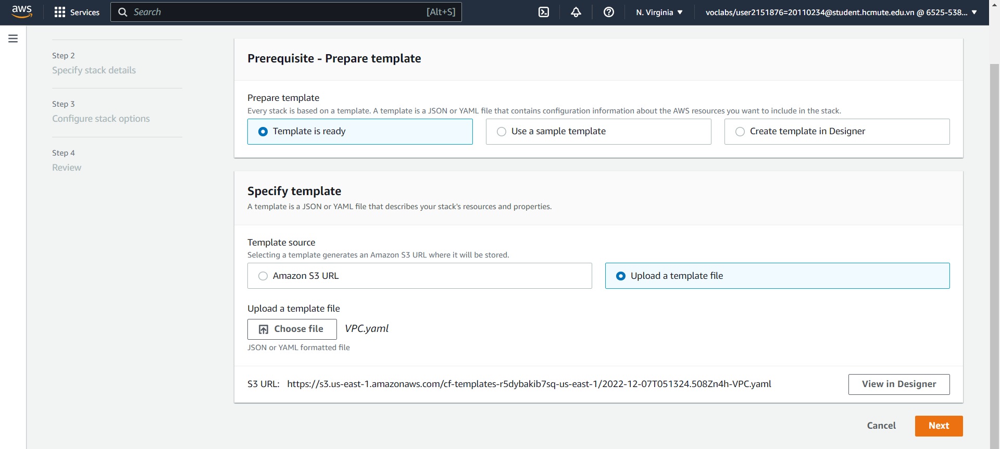 aws
Services
Search
[Alt+S]
N. Virginia
voclabs/user2151876=20110234@student.hcmute.edu.vn @ 6525-538...
Step 2
Specify stack details
Step 3
Configure stack options
Step 4
Review
Prerequisite - Prepare template
Prepare template
Every stack is based on a template. A template is a JSON or YAML file that contains configuration information about the AWS resources you want to include in the stack.
Template is ready
Use a sample template
Create template in Designer
Specify template
A template is a JSON or YAML file that describes your stack's resources and properties.
Template source
Selecting a template generates an Amazon S3 URL where it will be stored.
Amazon S3 URL
Upload a template file
Upload a template file
Choose file
VPC.yaml
JSON or YAML formatted file
S3 URL: https://s3.us-east-1.amazonaws.com/cf-templates-r5dybakib7sq-us-east-1/2022-12-07T051324.508Zn4h-VPC.yaml
View in Designer
Cancel
Next